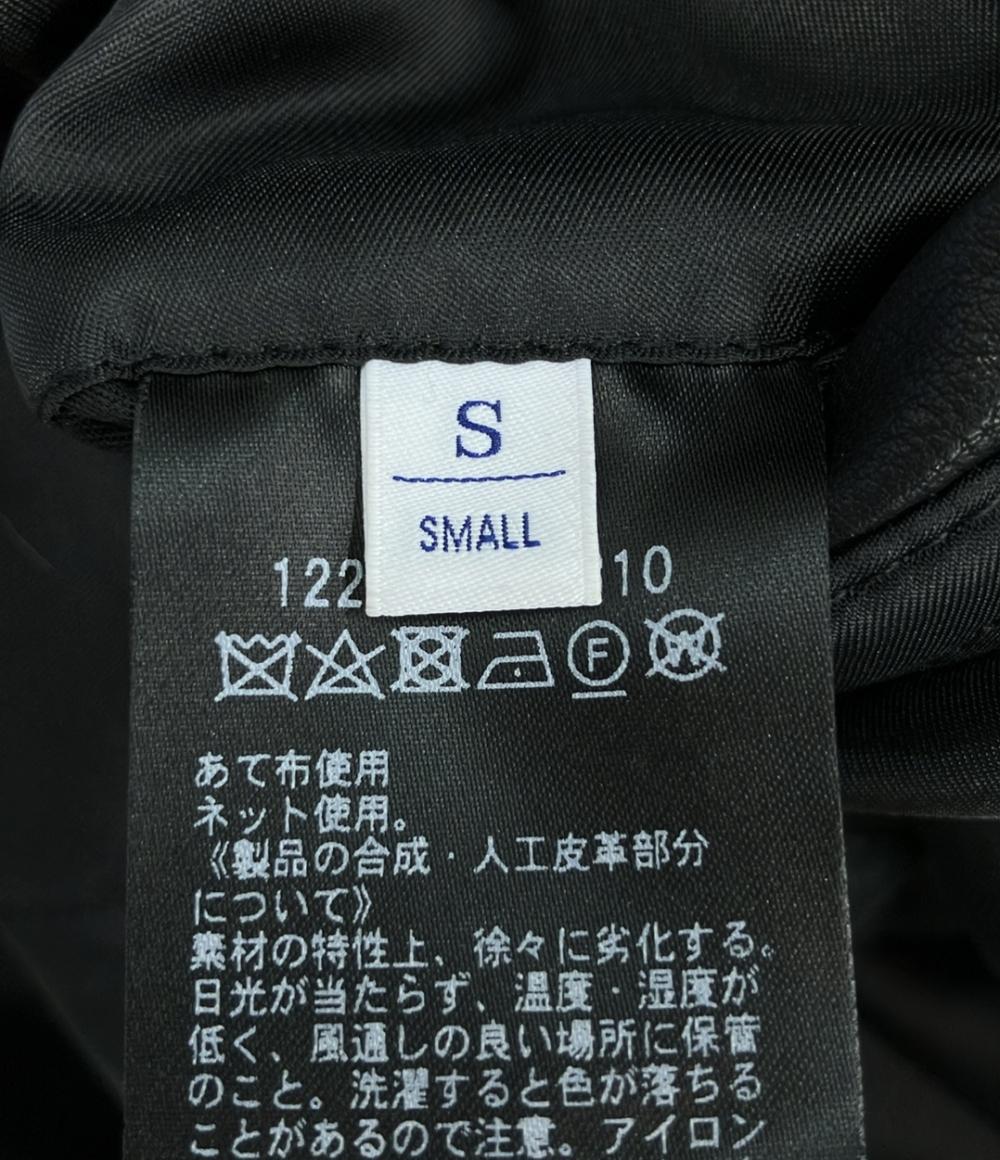 S
SMALL
122 10
F W
あて布使用
ネット使用。
《製品の合成・人工皮革部分
について》
素材の特性上、徐々に劣化する。
日光が当たらず、温度・湿度が
低く、風通しの良い場所に保管
のこと。洗濯すると色が落ちる
ことがあるので注意。アイロン